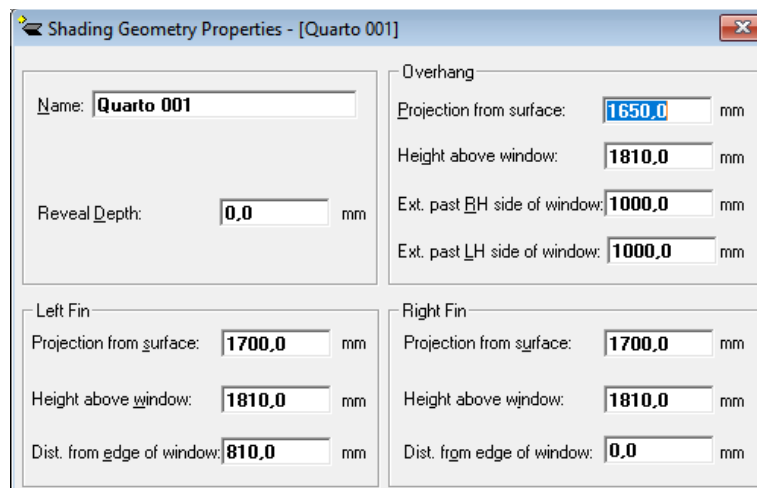 Shading Geometry Properties - [Quarto 001]
Name: Quarto 001
Reveal Depth: 0,0 mm
Overhang
Projection from surface: 1650,0 mm
Height above window: 1810,0 mm
Ext. past RH side of window: 1000,0 mm
Ext. past LH side of window: 1000,0 mm
Left Fin
Projection from surface: 1700,0 mm
Height above window: 1810,0 mm
Dist. from edge of window: 810,0 mm
Right Fin
Projection from surface: 1700,0 mm
Height above window: 1810,0 mm
Dist. from edge of window: 0,0 mm